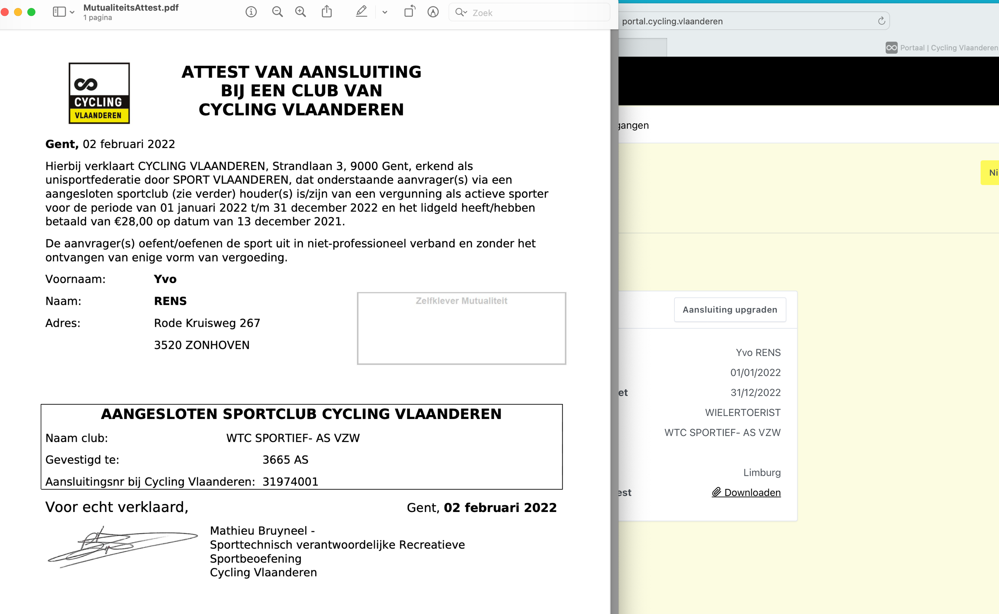 MutualiteitsAttest.pdf
1 pagina
Zoek
CYCLING
VLAANDEREN
ATTEST VAN AANSLUITING
BIJ EEN CLUB VAN
CYCLING VLAANDEREN
Gent, 02 februari 2022
Hierbij verklaart CYCLING VLAANDEREN, Strandlaan 3, 9000 Gent, erkend als
unisportfederatie door SPORT VLAANDEREN, dat onderstaande aanvrager(s) via een
aangesloten sportclub (zie verder) houder(s) is/zijn van een vergunning als actieve sporter
voor de periode van 01 januari 2022 t/m 31 december 2022 en het lidgeld heeft/hebben
betaald van €28,00 op datum van 13 december 2021.
De aanvrager(s) oefent/oefenen de sport uit in niet-professioneel verband en zonder het
ontvangen van enige vorm van vergoeding.
Voornaam: Yvo
Naam: RENS
Adres: Rode Kruisweg 267
3520 ZONHOVEN
Zelfklever Mutualiteit
AANGESLOTEN SPORTCLUB CYCLING VLAANDEREN
Naam club: WTC SPORTIEF- AS VZW
Gevestigd te: 3665 AS
Aansluitingsnr bij Cycling Vlaanderen: 31974001
Voor echt verklaard,
Gent, 02 februari 2022
Mathieu Bruyneel -
Sporttechnisch verantwoordelijke Recreatieve
Sportbeoefening
Cycling Vlaanderen
portal.cycling.vlaanderen
Portaal | Cycling Vlaanderen
gangen
Ni
Aansluiting upgraden
Yvo RENS
01/01/2022
et 31/12/2022
WIELERTOERIST
WTC SPORTIEF- AS VZW
Limburg
est Downloaden